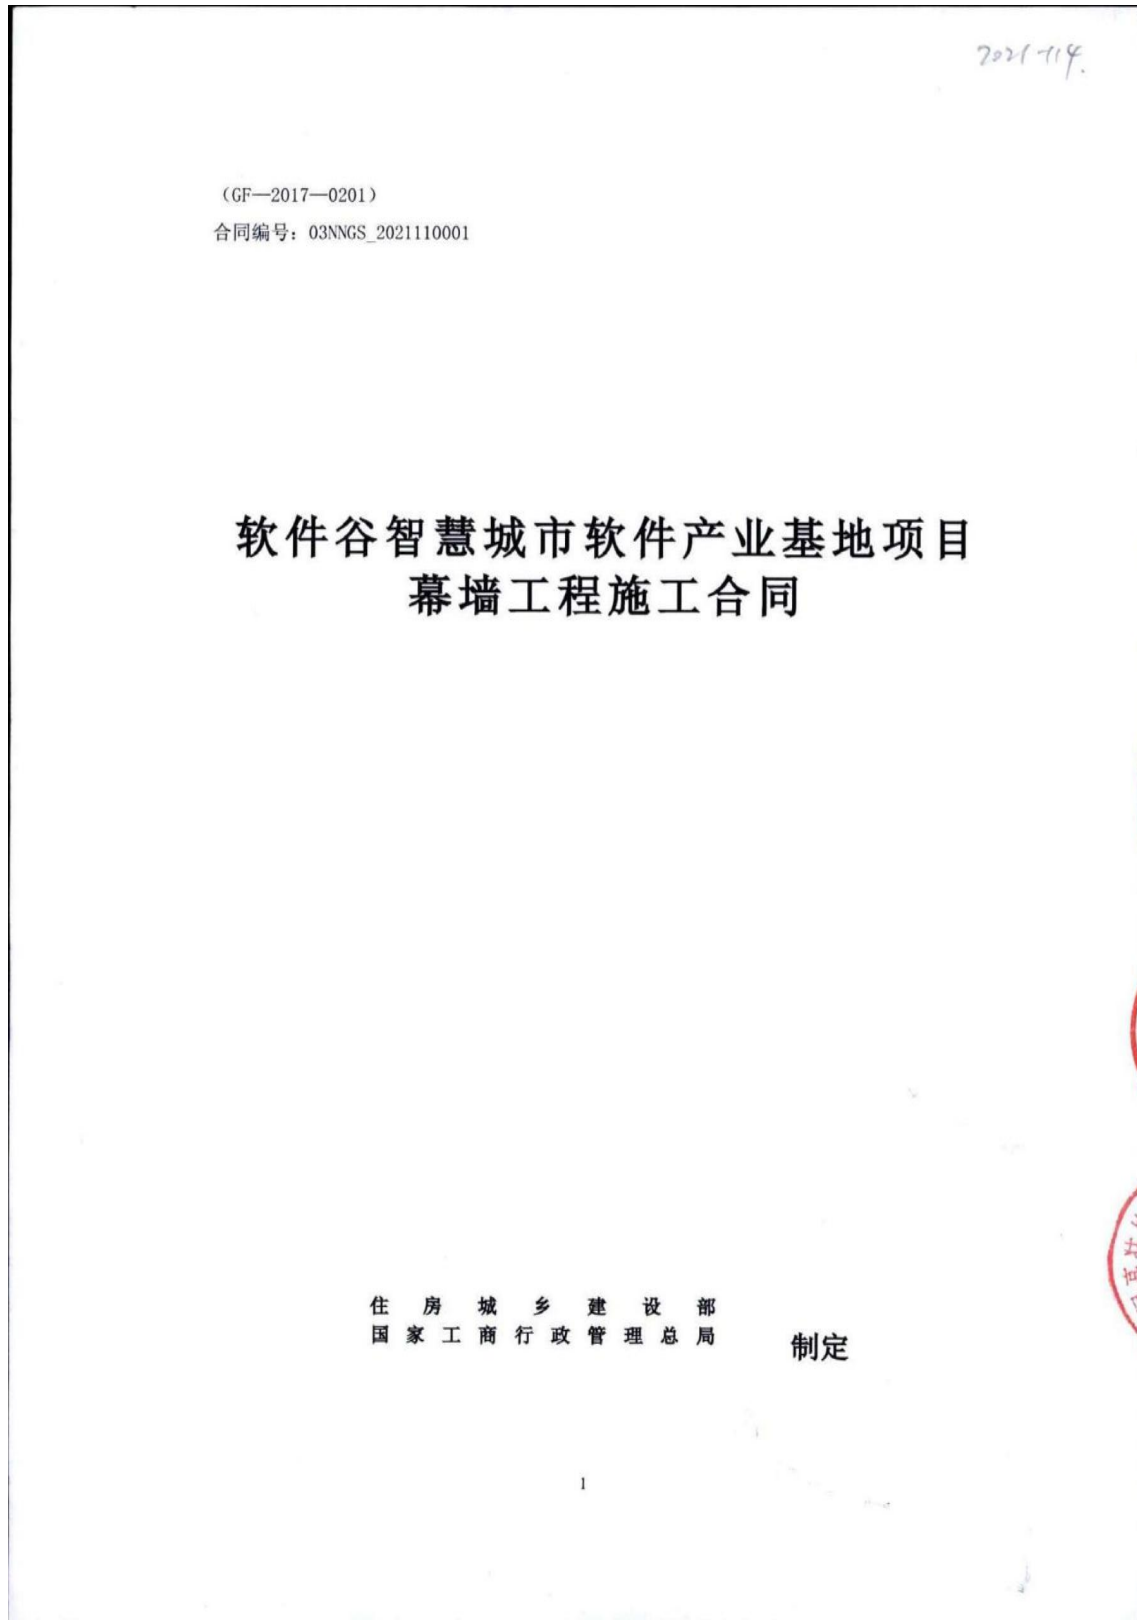 2021-114.
（GF—2017—0201）
合同编号：03NNGS_2021110001
软件谷智慧城市软件产业基地项目
幕墙工程施工合同
住房城乡建设部
国家工商行政管理总局
制定
1